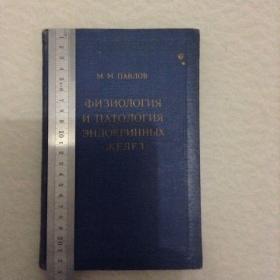 М. М. ПАВЛОВ
ФИЗИОЛОГИЯ
И ПАТОЛОГИЯ
ЭНДОКРИННЫХ
ЖЕЛЕЗ